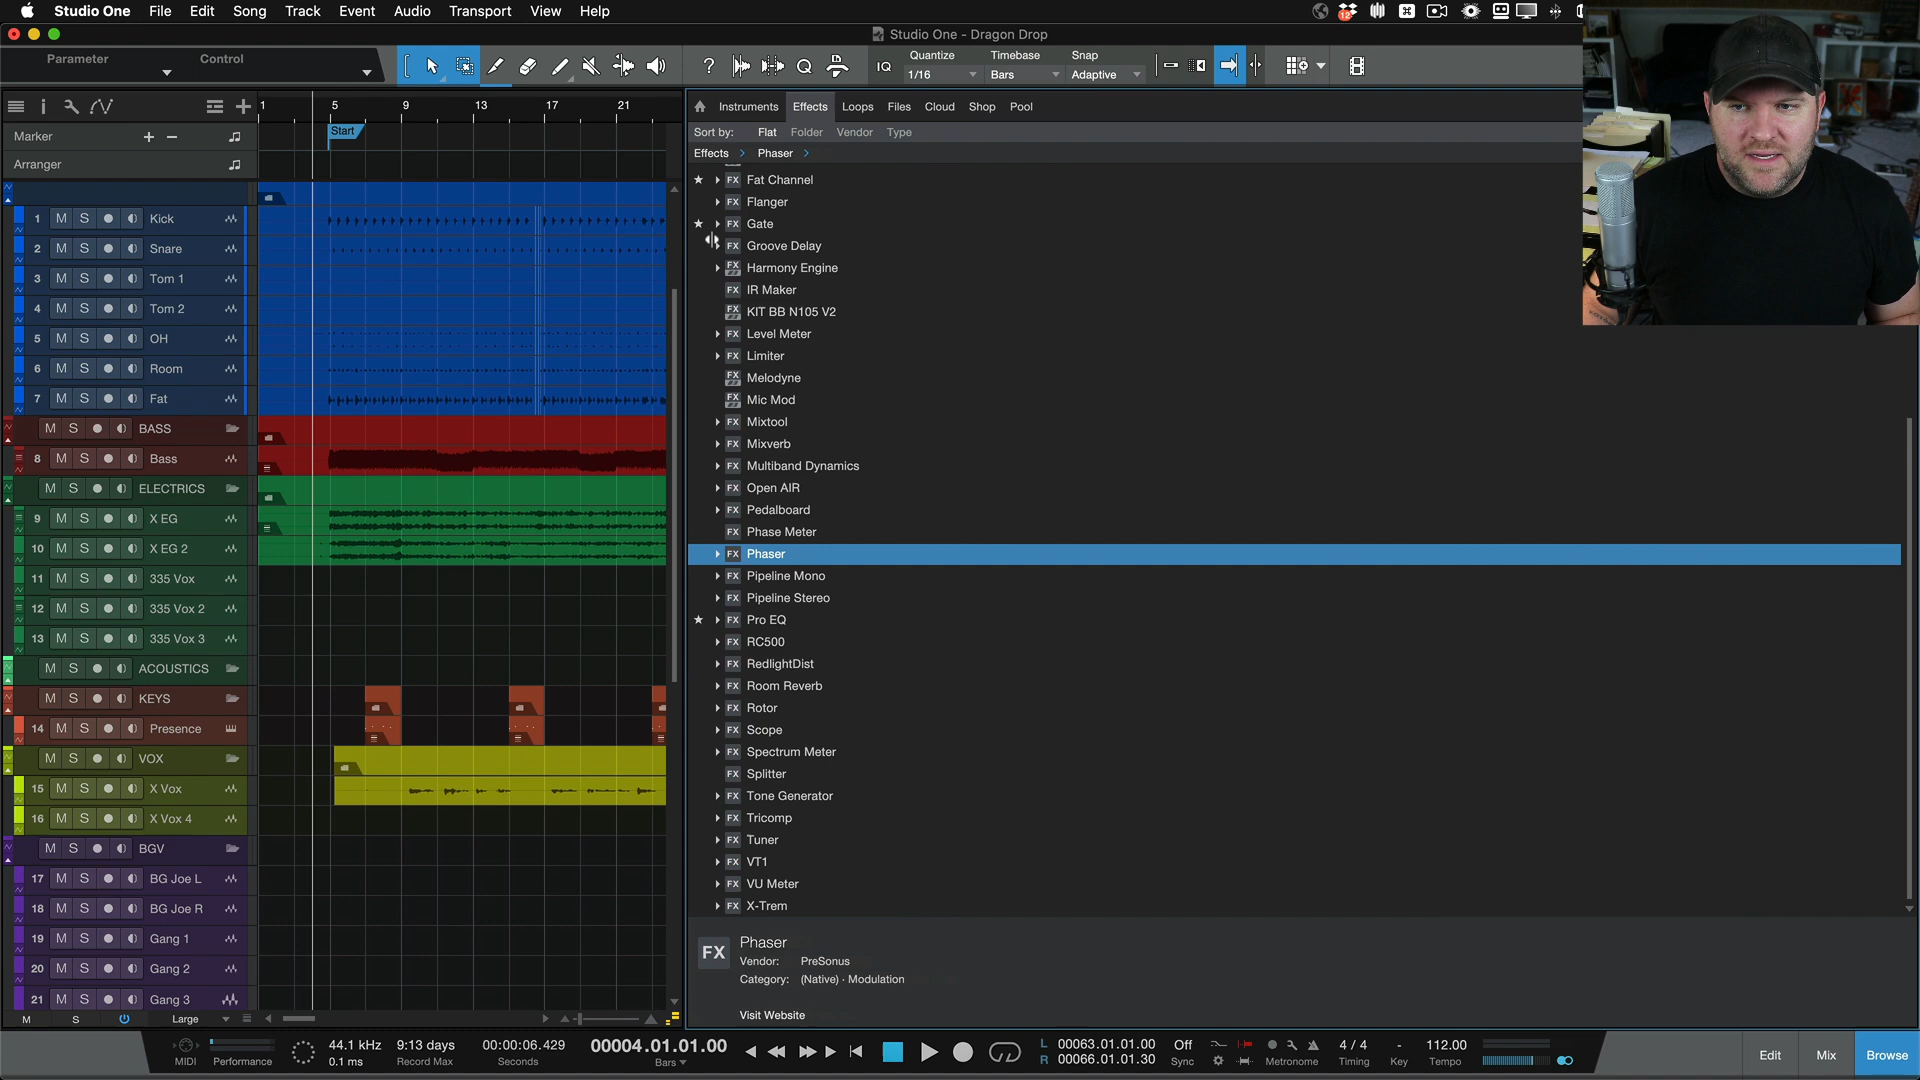 Studio One File Edit Song Track Event Audio Transport View Help
12
Studio One - Dragon Drop
Parameter Control
? Q IQ
Quantize Timebase Snap
1/16 Bars Adaptive
1 5 9 13 17 21
Marker
Start
Arranger
1 M S Kick
2 M S Snare
3 M S Tom 1
4 M S Tom 2
5 M S OH
6 M S Room
7 M S Fat
M S BASS
8 M S Bass
M S ELECTRICS
9 M S X EG
10 M S X EG 2
11 M S 335 Vox
12 M S 335 Vox 2
13 M S 335 Vox 3
M S ACOUSTICS
M S KEYS
14 M S Presence
M S VOX
15 M S X Vox
16 M S X Vox 4
M S BGV
17 M S BG Joe L
18 M S BG Joe R
19 M S Gang 1
20 M S Gang 2
21 M S Gang 3
M S Large
Instruments Effects Loops Files Cloud Shop Pool
Sort by: Flat Folder Vendor Type
Effects > Phaser >
FX Fat Channel
FX Flanger
FX Gate
FX Groove Delay
FX Harmony Engine
FX IR Maker
FX KIT BB N105 V2
FX Level Meter
FX Limiter
FX Melodyne
FX Mic Mod
FX Mixtool
FX Mixverb
FX Multiband Dynamics
FX Open AIR
FX Pedalboard
FX Phase Meter
FX Phaser
FX Pipeline Mono
FX Pipeline Stereo
FX Pro EQ
FX RC500
FX RedlightDist
FX Room Reverb
FX Rotor
FX Scope
FX Spectrum Meter
FX Splitter
FX Tone Generator
FX Tricomp
FX Tuner
FX VT1
FX VU Meter
FX X-Trem
FX Phaser
Vendor: PreSonus
Category: (Native) · Modulation
Visit Website
MIDI Performance
44.1 kHz
0.1 ms
9:13 days
Record Max
00:00:06.429
Seconds
00004.01.01.00
Bars
L 00063.01.01.00
R 00066.01.01.30
Off
Sync
Metronome
4 / 4
Timing
-
Key
112.00
Tempo
Edit Mix Browse